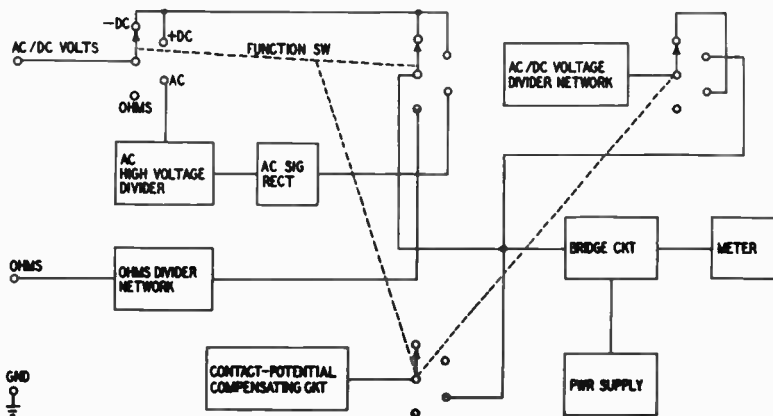 -DC
+DC
AC/DC VOLTS
FUNCTION SW
AC
OHMS
AC/DC VOLTAGE
DIVIDER NETWORK
AC
HIGH VOLTAGE
DIVIDER
AC SIG
RECT
OHMS
OHMS DIVIDER
NETWORK
BRIDGE CKT
METER
CONTACT-POTENTIAL
COMPENSATING CKT
PWR SUPPLY
GND